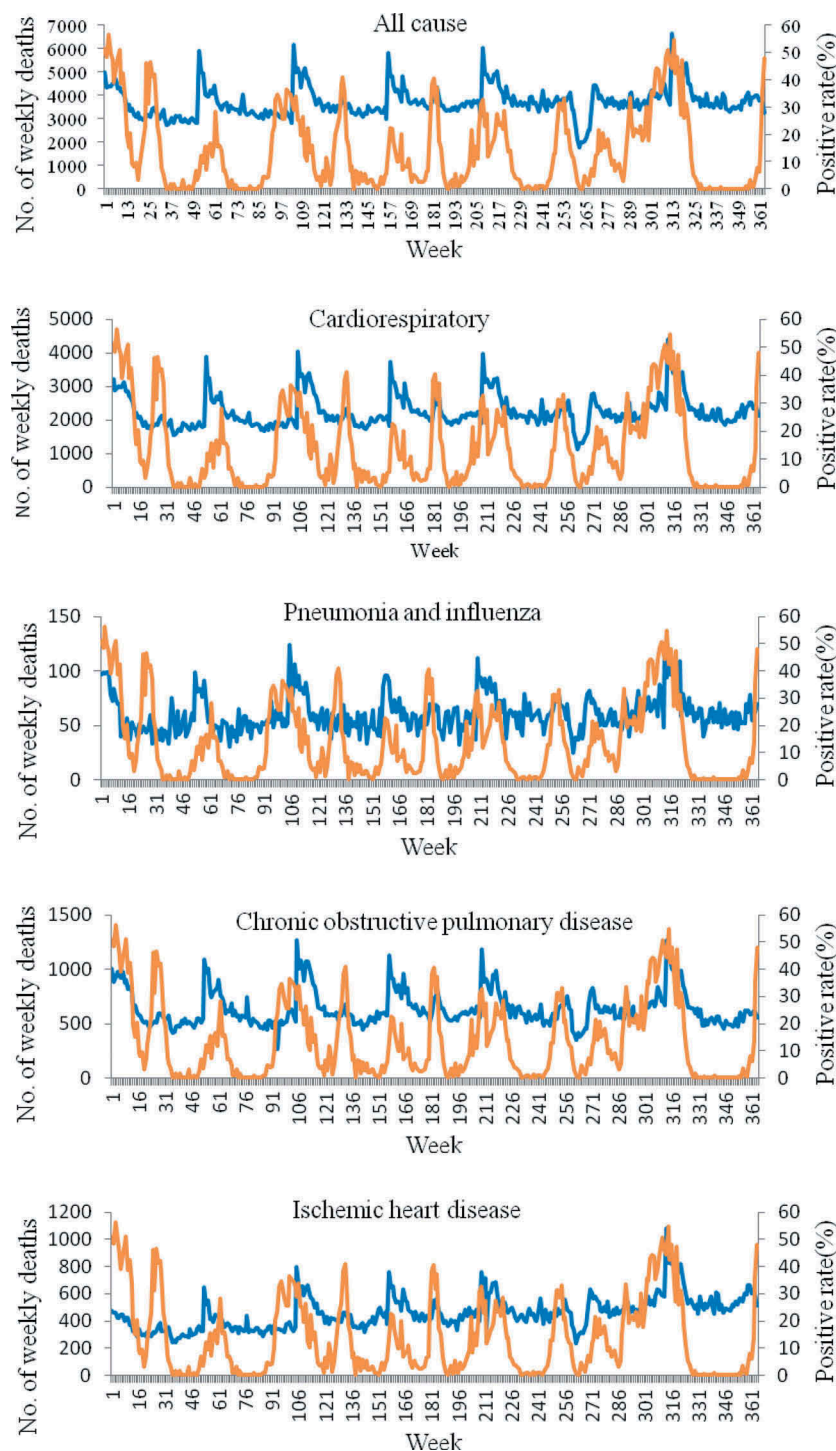 All cause
No. of weekly deaths
7000
6000
5000
4000
3000
2000
1000
0
60
50
40
30
20
10
0
Positive rate(%)
1 13 25 37 49 61 73 85 97 109 121 133 145 157 169 181 193 205 217 229 241 253 265 277 289 301 313 325 337 349 361
Week
Cardiorespiratory
No. of weekly deaths
5000
4000
3000
2000
1000
0
60
50
40
30
20
10
0
Positive rate(%)
1 16 31 46 61 76 91 106 121 136 151 166 181 196 211 226 241 256 271 286 301 316 331 346 361
Week
Pneumonia and influenza
No. of weekly deaths
150
100
50
0
60
50
40
30
20
10
0
Positive rate(%)
1 16 31 46 61 76 91 106 121 136 151 166 181 196 211 226 241 256 271 286 301 316 331 346 361
Week
Chronic obstructive pulmonary disease
No. of weekly deaths
1500
1000
500
0
60
50
40
30
20
10
0
Positive rate(%)
1 16 31 46 61 76 91 106 121 136 151 166 181 196 211 226 241 256 271 286 301 316 331 346 361
Week
Ischemic heart disease
No. of weekly deaths
1200
1000
800
600
400
200
0
60
50
40
30
20
10
0
Positive rate(%)
1 16 31 46 61 76 91 106 121 136 151 166 181 196 211 226 241 256 271 286 301 316 331 346 361
Week